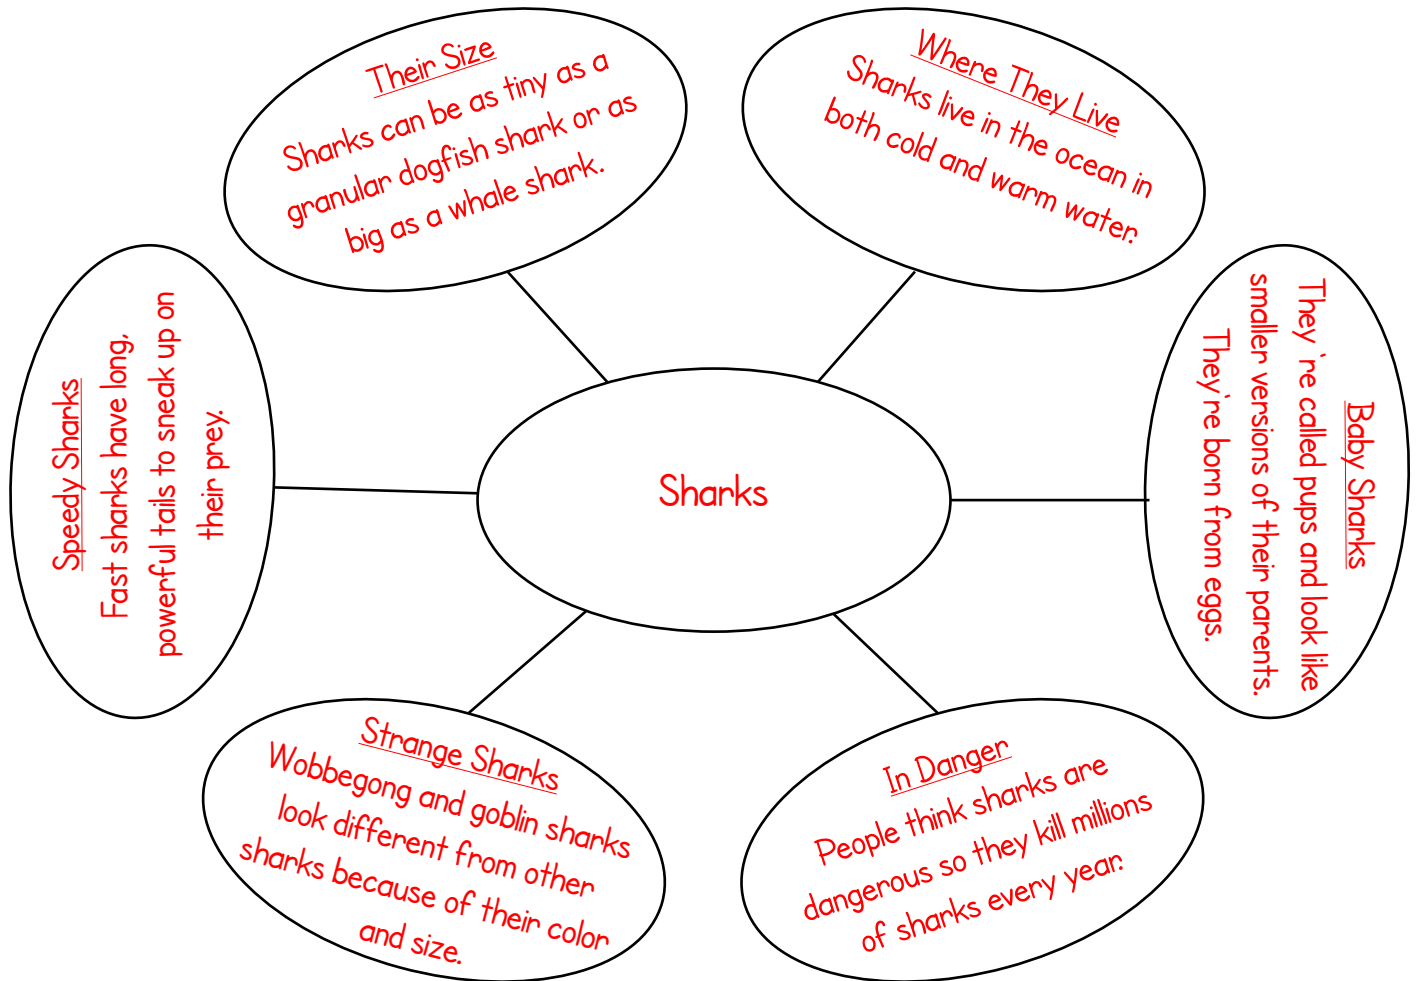 Their Size
Sharks can be as tiny as a
granular dogfish shark or as
big as a whale shark.
Where They Live
Sharks live in the ocean in
both cold and warm water.
Speedy Sharks
Fast sharks have long,
powerful tails to sneak up on
their prey.
Sharks
Baby Sharks
They`re called pups and look like
smaller versions of their parents.
They`re born from eggs.
Strange Sharks
Wobbegong and goblin sharks
look different from other
sharks because of their color
and size.
In Danger
People think sharks are
dangerous so they kill millions
of sharks every year.